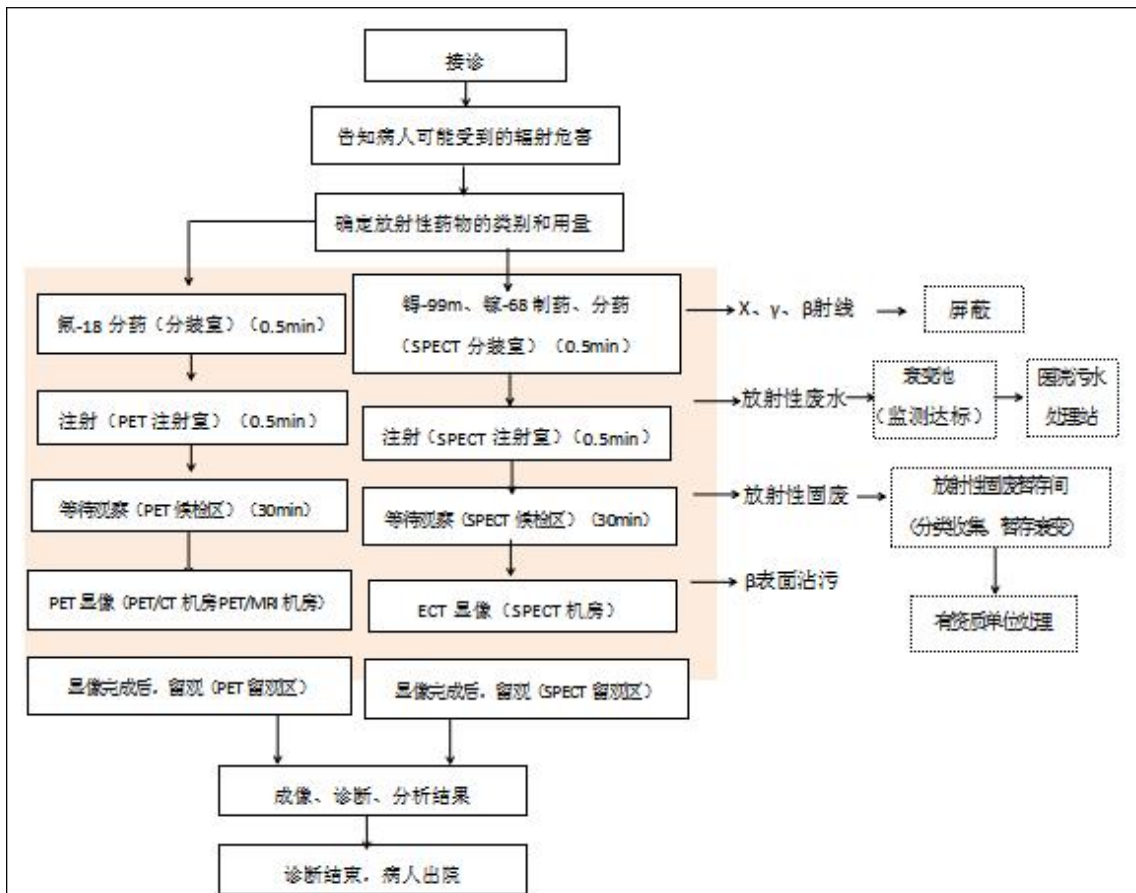 接诊
告知病人可能受到的辐射危害
确定放射性药物的类别和用量
氟-18 分药（分装室）（0.5min）
注射（PET 注射室）（0.5min）
等待观察（PET 候检区）（30min）
PET 显像（PET/CT 机房PET/MRI 机房）
显像完成后，留观（PET 留观区）
锝-99m、镓-68 制药、分药
（SPECT 分装室）（0.5min）
注射（SPECT 注射室）（0.5min）
等待观察（SPECT 候检区）（30min）
ECT 显像（SPECT 机房）
显像完成后，留观（SPECT 留观区）
X、γ、β射线
屏蔽
放射性废水
衰变池
（监测达标）
医院污水
处理站
放射性固废
放射性固废暂存间
（分类收集，暂存衰变）
有资质单位处理
β表面沾污
成像、诊断、分析结果
诊断结束，病人出院